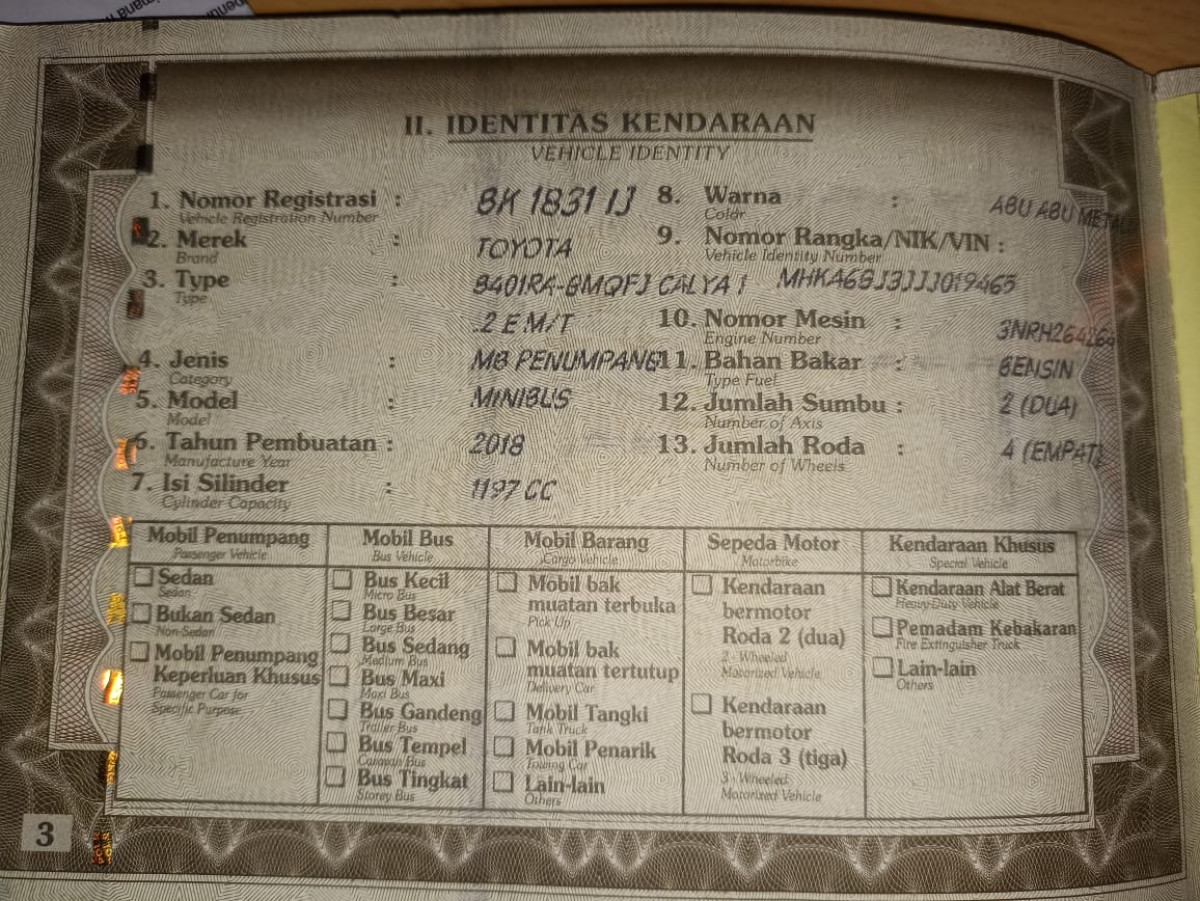 II. IDENTITAS KENDARAAN
VEHICLE IDENTITY
1. Nomor Registrasi : BK 1831 IJ
Vehicle Registration Number
2. Merek : TOYOTA
Brand
3. Type : B401RA-GMQFJ CALYA 1
Type
.2 E M/T
4. Jenis : MB PENUMPANG
Category
5. Model : MINIBUS
Model
6. Tahun Pembuatan : 2018
Manufacture Year
7. Isi Silinder : 1197 CC
Cylinder Capacity
8. Warna : ABU ABU
Color
9. Nomor Rangka/NIK/VIN :
Vehicle Identity Number
MHKA6GJ3JJJ019465
10. Nomor Mesin : 3NRH264264
Engine Number
11. Bahan Bakar : BENSIN
Type Fuel
12. Jumlah Sumbu : 2 (DUA)
Number of Axis
13. Jumlah Roda : 4 (EMPAT)
Number of Wheels
Mobil Penumpang
Passenger Vehicle
Sedan
Sedan
Bukan Sedan
Non-Sedan
Mobil Penumpang
Keperluan Khusus
Passenger Car for
Specific Purpose
Mobil Bus
Bus Vehicle
Bus Kecil
Micro Bus
Bus Besar
Large Bus
Bus Sedang
Medium Bus
Bus Maxi
Maxi Bus
Bus Gandeng
Trailer Bus
Bus Tempel
Caravan Bus
Bus Tingkat
Storey Bus
Mobil Barang
Cargo Vehicle
Mobil bak
muatan terbuka
Pick Up
Mobil bak
muatan tertutup
Delivery Car
Mobil Tangki
Tank Truck
Mobil Penarik
Towing Car
Lain-lain
Others
Sepeda Motor
Motorbike
Kendaraan
bermotor
Roda 2 (dua)
2 - Wheeled
Motorized Vehicle
Kendaraan
bermotor
Roda 3 (tiga)
3 - Wheeled
Motorized Vehicle
Kendaraan Khusus
Special Vehicle
Kendaraan Alat Berat
Heavy-Duty Vehicle
Pemadam Kebakaran
Fire Extinguisher Truck
Lain-lain
Others
3